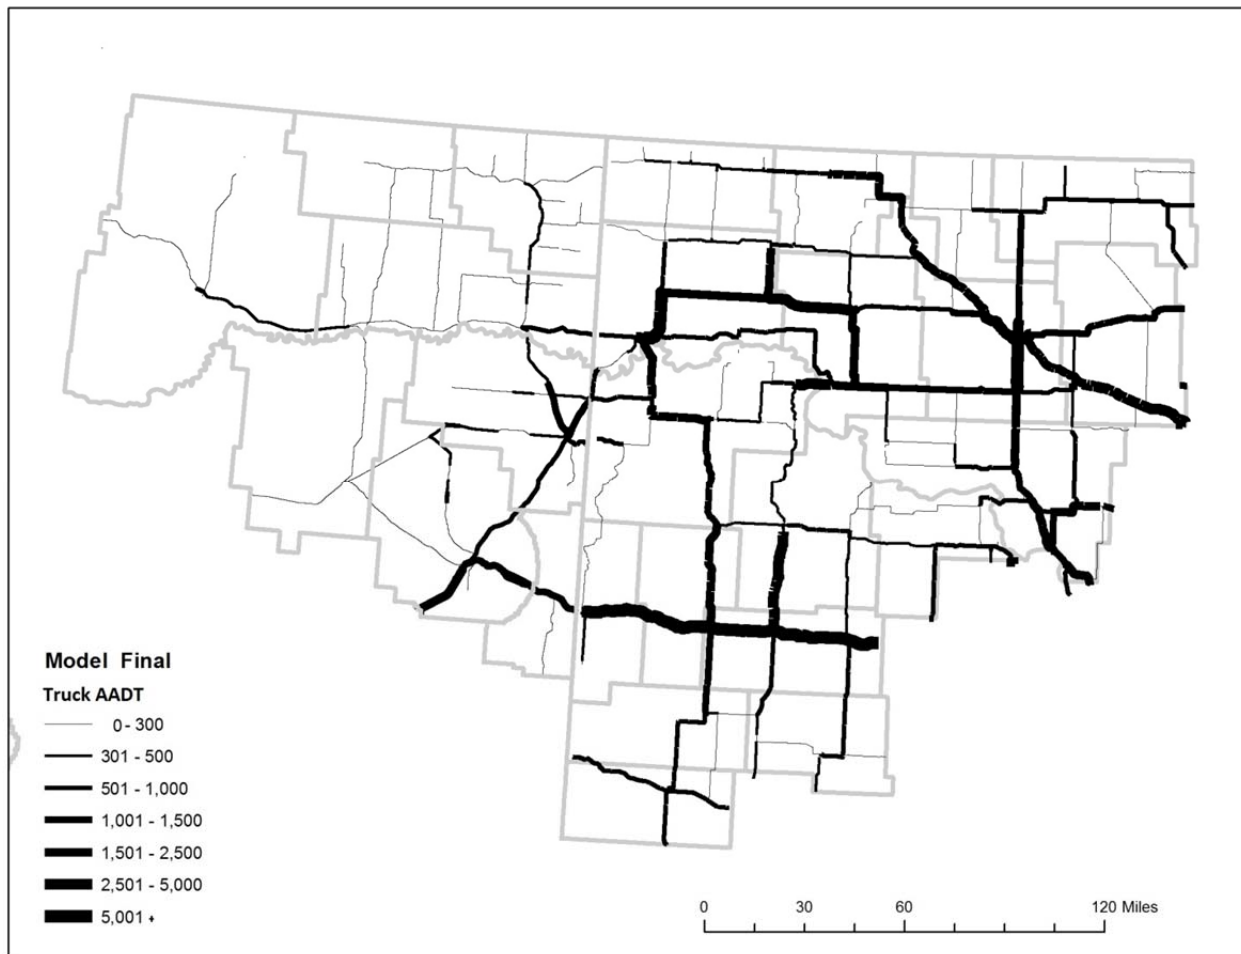 Model Final
Truck AADT
0 - 300
301 - 500
501 - 1,000
1,001 - 1,500
1,501 - 2,500
2,501 - 5,000
5,001 +
0 30 60 120 Miles